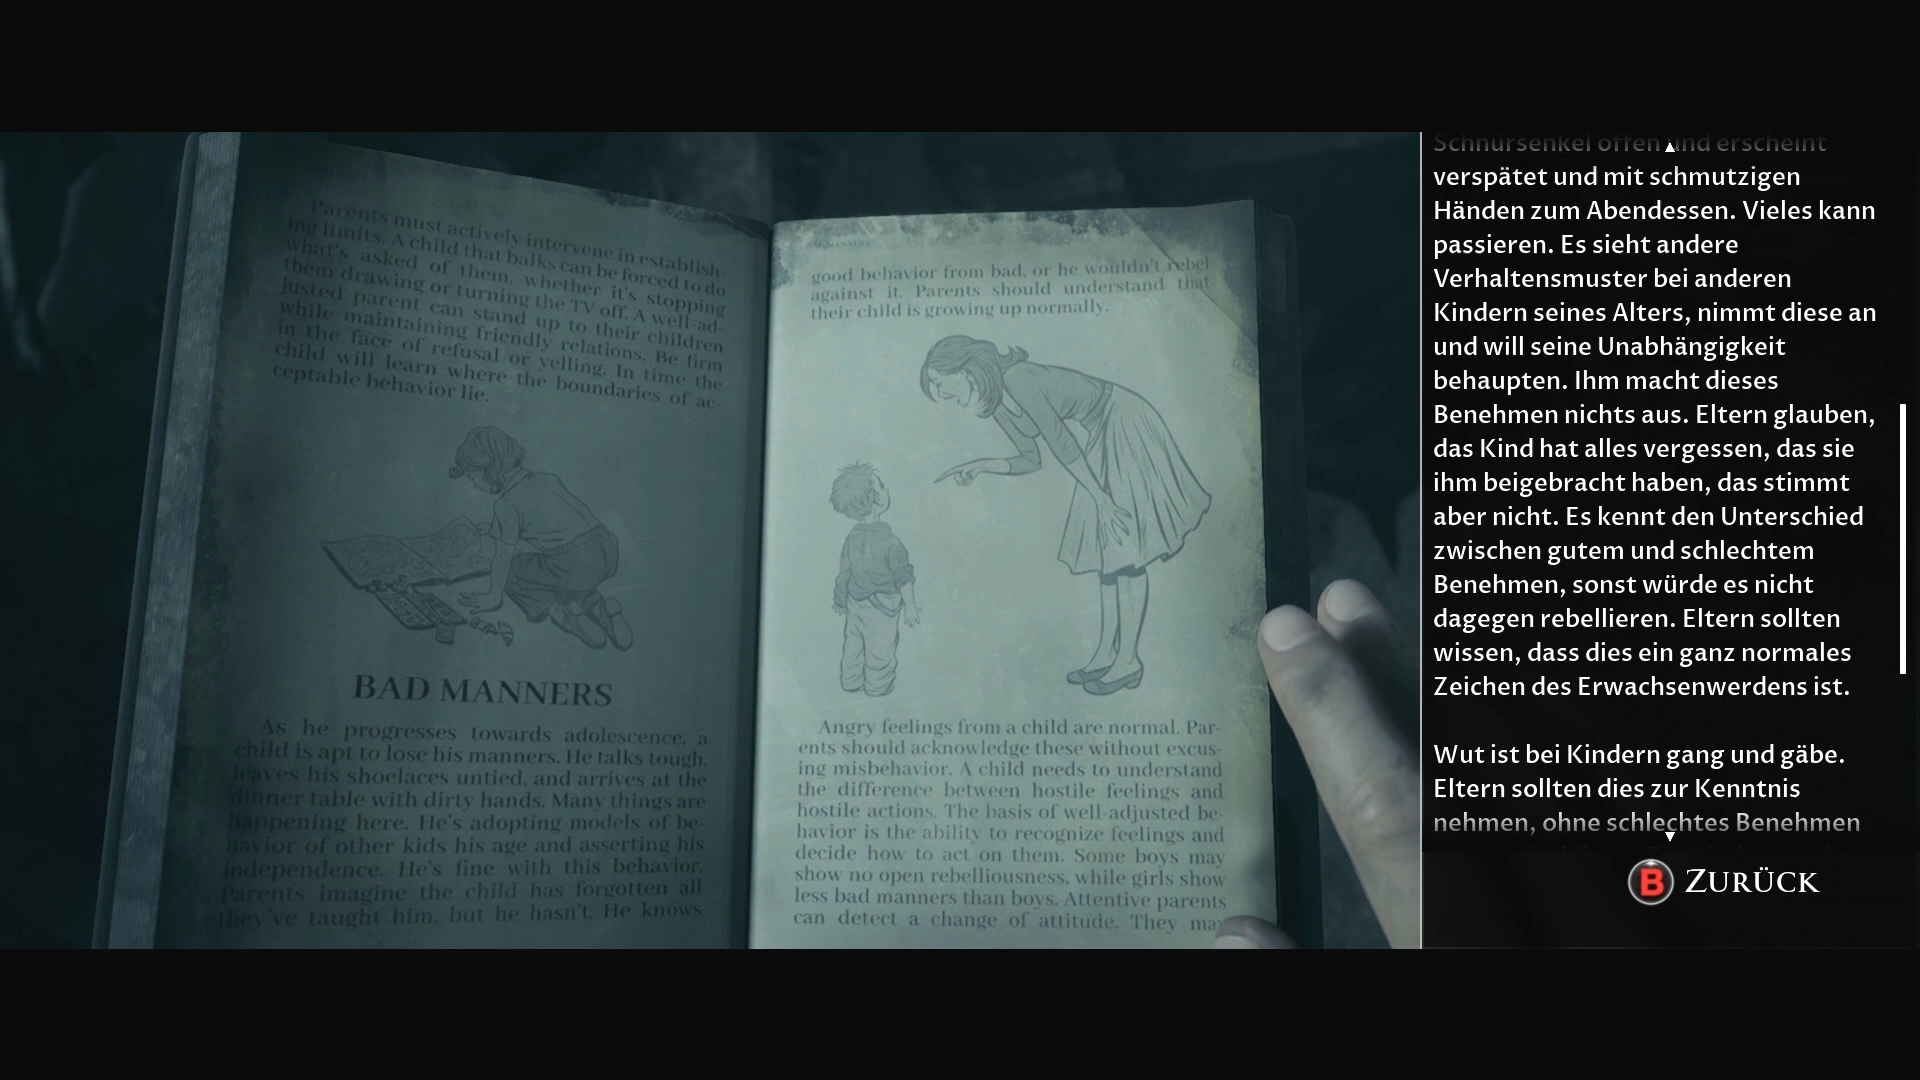 Parents must actively intervene in establish-
ing limits. A child that balks can be forced to do
what's asked of them, whether it's stopping
them drawing or turning the TV off. A well-ad-
justed parent can stand up to their children
while maintaining friendly relations. Be firm
in the face of refusal or yelling. In time the
child will learn where the boundaries of ac-
ceptable behavior lie.
BAD MANNERS
As he progresses towards adolescence, a
child is apt to lose his manners. He talks tough,
leaves his shoelaces untied, and arrives at the
dinner table with dirty hands. Many things are
happening here. He's adopting models of be-
havior of other kids his age and asserting his
independence. He's fine with this behavior.
Parents imagine the child has forgotten all
they've taught him, but he hasn't. He knows
BAD MANNERS
good behavior from bad, or he wouldn't rebel
against it. Parents should understand that
their child is growing up normally.
Angry feelings from a child are normal. Par-
ents should acknowledge these without excus-
ing misbehavior. A child needs to understand
the difference between hostile feelings and
hostile actions. The basis of well-adjusted be-
havior is the ability to recognize feelings and
decide how to act on them. Some boys may
show no open rebelliousness, while girls show
less bad manners than boys. Attentive parents
can detect a change of attitude. They may
Schnürsenkel offen und erscheint
verspätet und mit schmutzigen
Händen zum Abendessen. Vieles kann
passieren. Es sieht andere
Verhaltensmuster bei anderen
Kindern seines Alters, nimmt diese an
und will seine Unabhängigkeit
behaupten. Ihm macht dieses
Benehmen nichts aus. Eltern glauben,
das Kind hat alles vergessen, das sie
ihm beigebracht haben, das stimmt
aber nicht. Es kennt den Unterschied
zwischen gutem und schlechtem
Benehmen, sonst würde es nicht
dagegen rebellieren. Eltern sollten
wissen, dass dies ein ganz normales
Zeichen des Erwachsenwerdens ist.
Wut ist bei Kindern gang und gäbe.
Eltern sollten dies zur Kenntnis
nehmen, ohne schlechtes Benehmen
B ZURÜCK